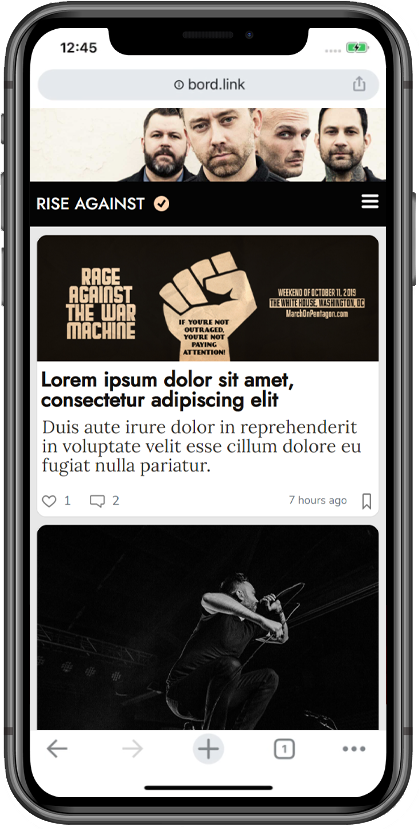 12:45
bord.link
RISE AGAINST
RAGE
AGAINST
THE WAR
MACHINE
IF YOU'RE NOT
OUTRAGED,
YOU'RE NOT
PAYING
ATTENTION!
WEEKEND OF OCTOBER 11, 2019
THE WHITE HOUSE, WASHINGTON, DC
MarchOnPentagon.com
Lorem ipsum dolor sit amet,
consectetur adipiscing elit
Duis aute irure dolor in reprehenderit
in voluptate velit esse cillum dolore eu
fugiat nulla pariatur.
1 2 7 hours ago
1